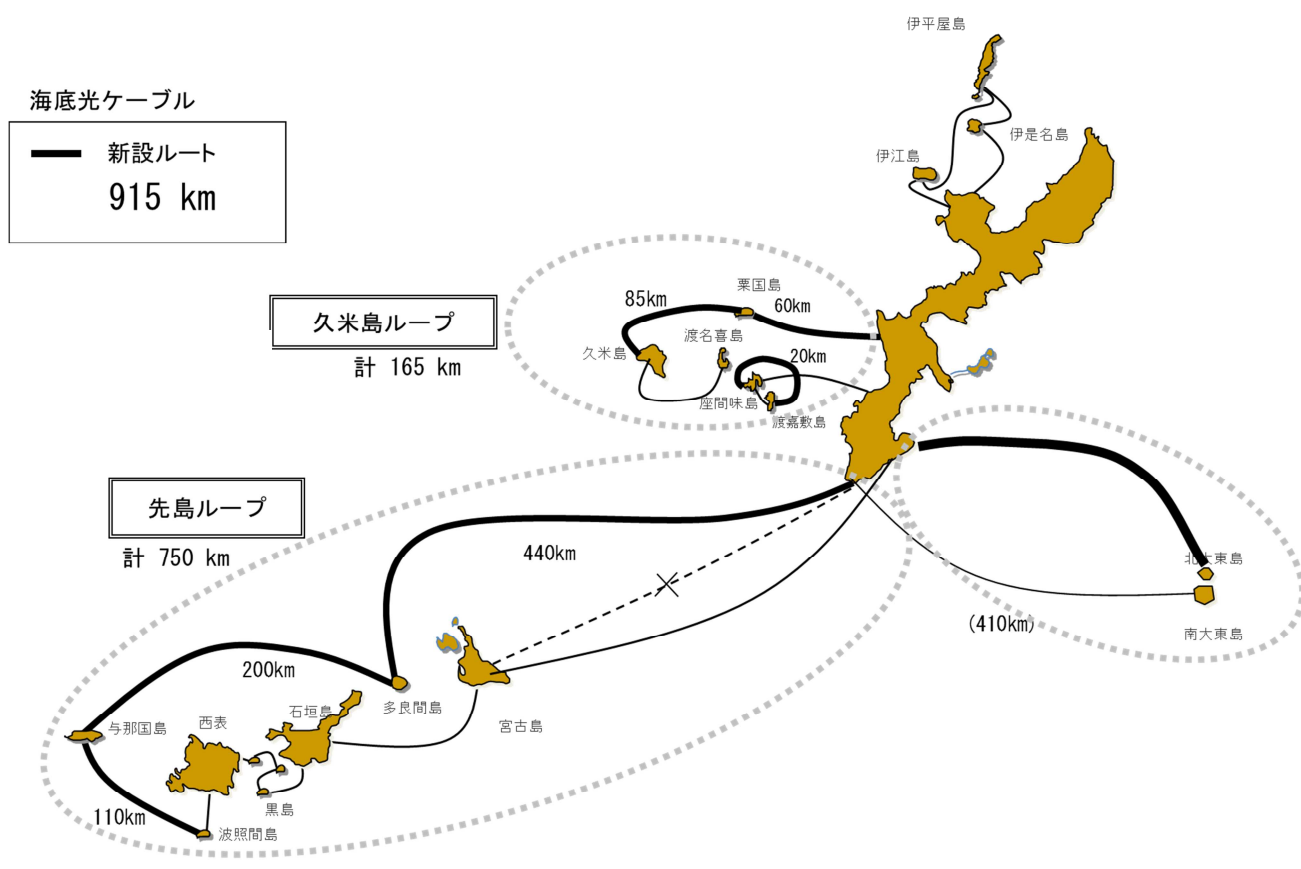 伊平屋島
海底光ケーブル
新設ルート
915 km
伊是名島
伊江島
粟国島
85km
60km
久米島ループ
計 165 km
渡名喜島
久米島
20km
座間味島
渡嘉敷島
先島ループ
計 750 km
440km
北大東島
(410km)
南大東島
200km
多良間島
石垣島
宮古島
与那国島
西表
110km
黒島
波照間島